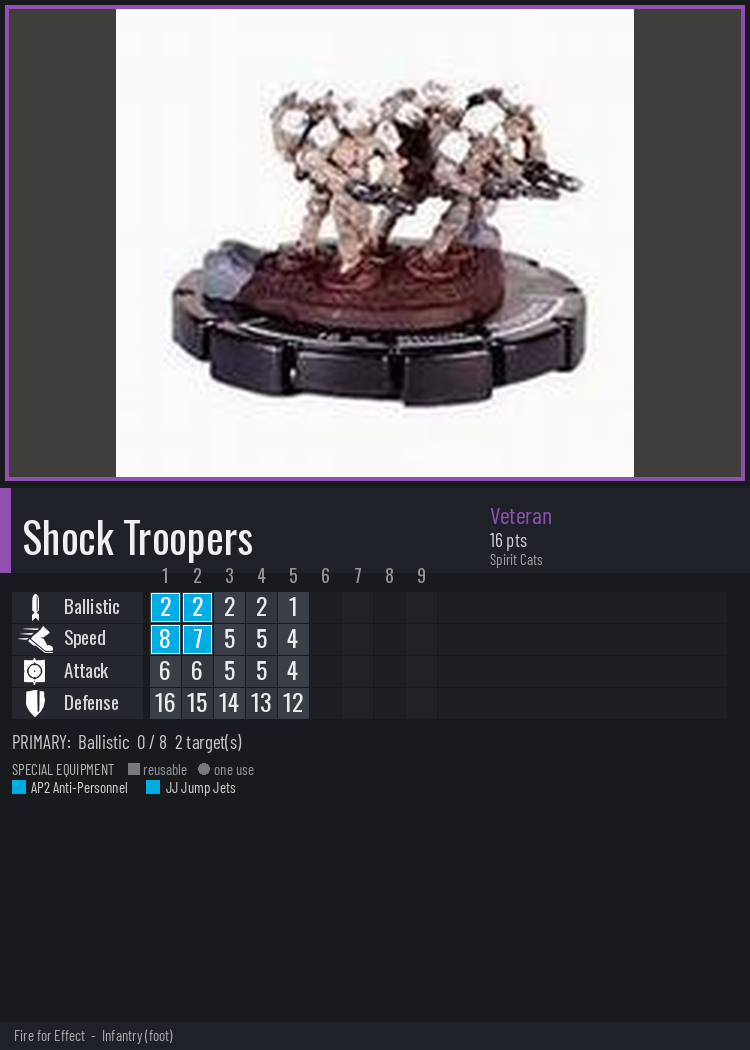 Shock Troopers
Veteran
16 pts
Spirit Cats
1 2 3 4 5 6 7 8 9
Ballistic 2 2 2 2 1
Speed 8 7 5 5 4
Attack 6 6 5 5 4
Defense 16 15 14 13 12
PRIMARY: Ballistic 0 / 8 2 target(s)
SPECIAL EQUIPMENT reusable one use
AP2 Anti-Personnel JJ Jump Jets
Fire for Effect - Infantry (foot)